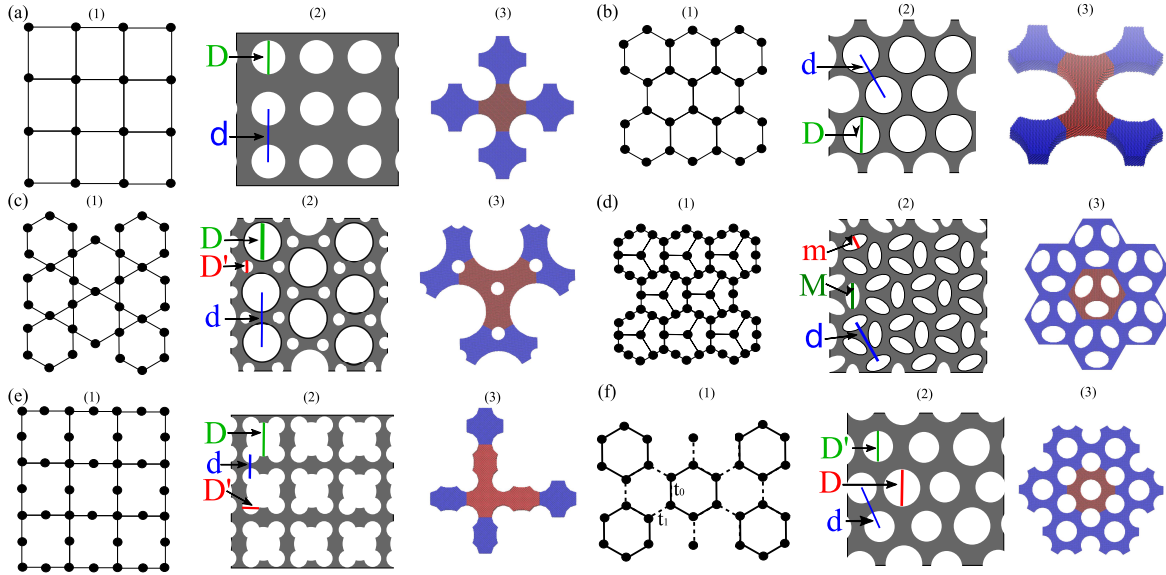 (a) (1) (2) (3)
D
d
(b) (1) (2) (3)
d
D
(c) (1) (2) (3)
D
D'
d
(d) (1) (2) (3)
m
M
d
(e) (1) (2) (3)
D
d
D'
(f) (1) (2) (3)
t₀
t₁
D'
D
d